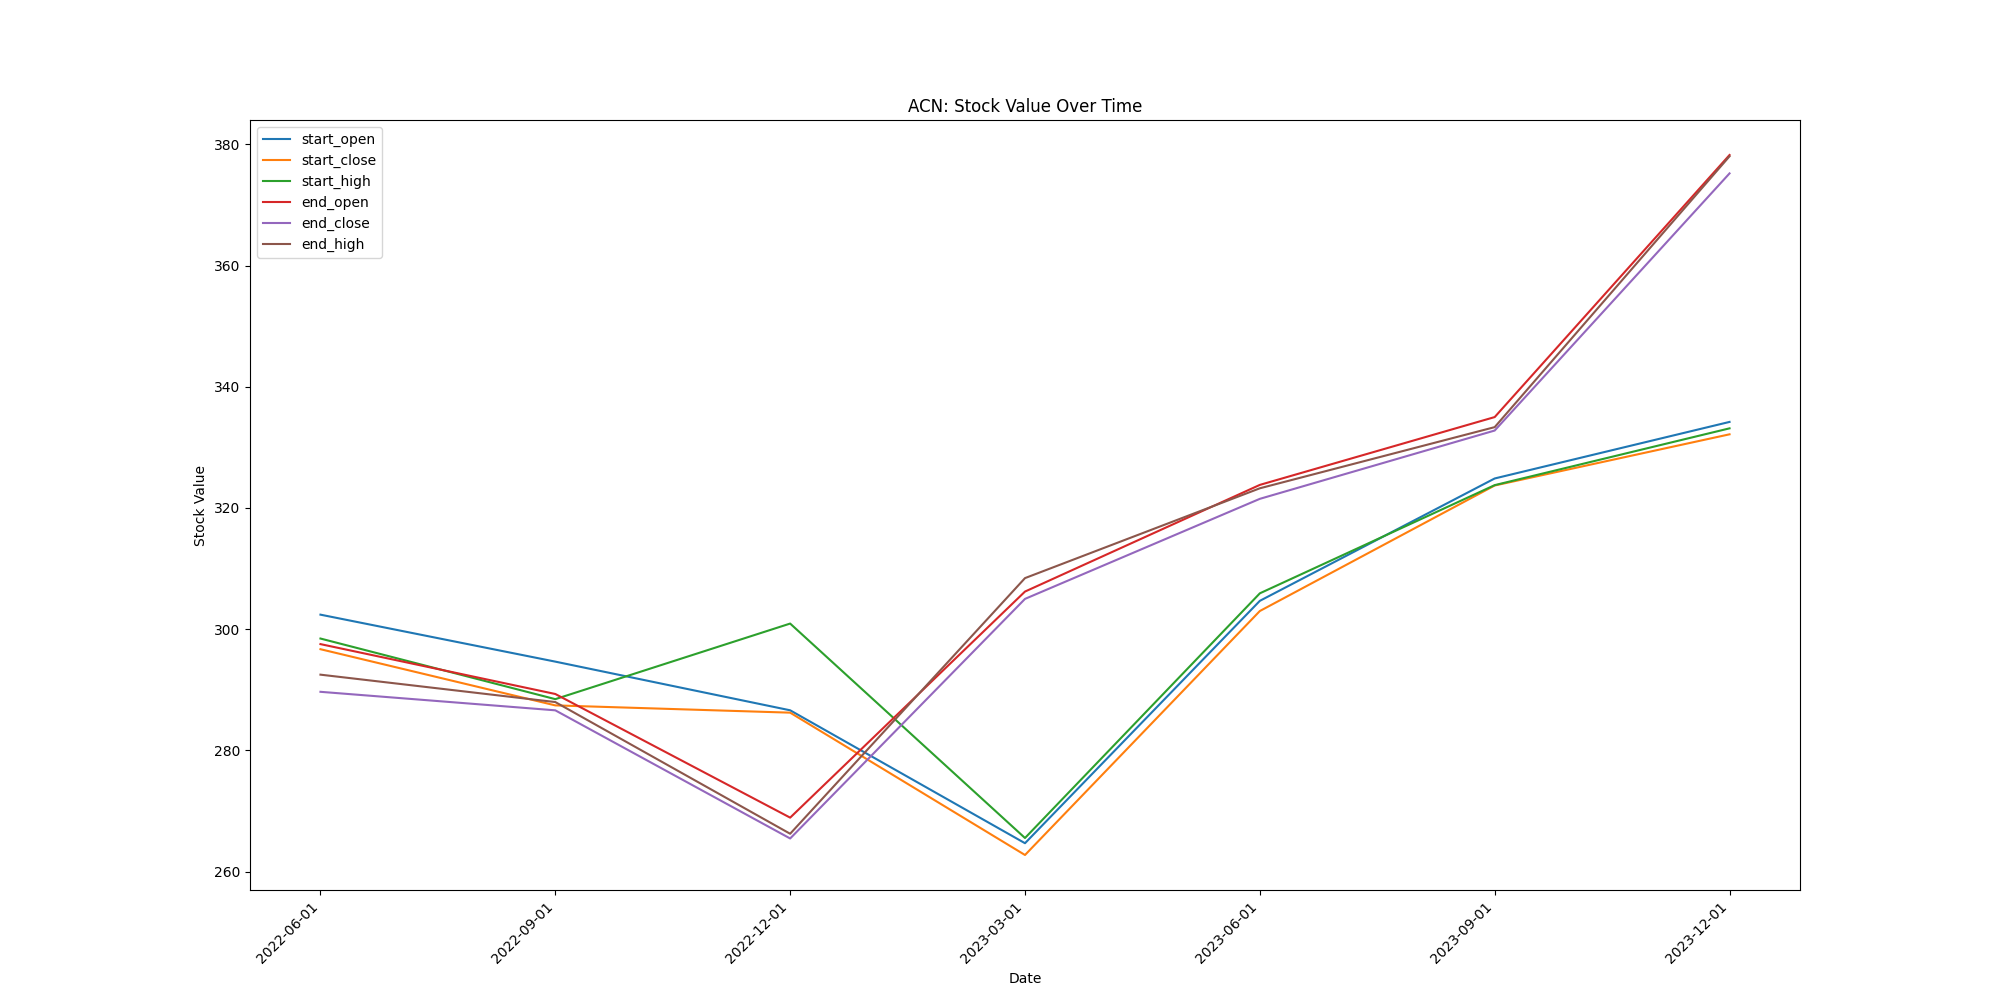 ACN: Stock Value Over Time
start_open
start_close
start_high
end_open
end_close
end_high
380
360
340
320
300
280
260
Stock Value
2022-06-01
2022-09-01
2022-12-01
2023-03-01
2023-06-01
2023-09-01
2023-12-01
Date